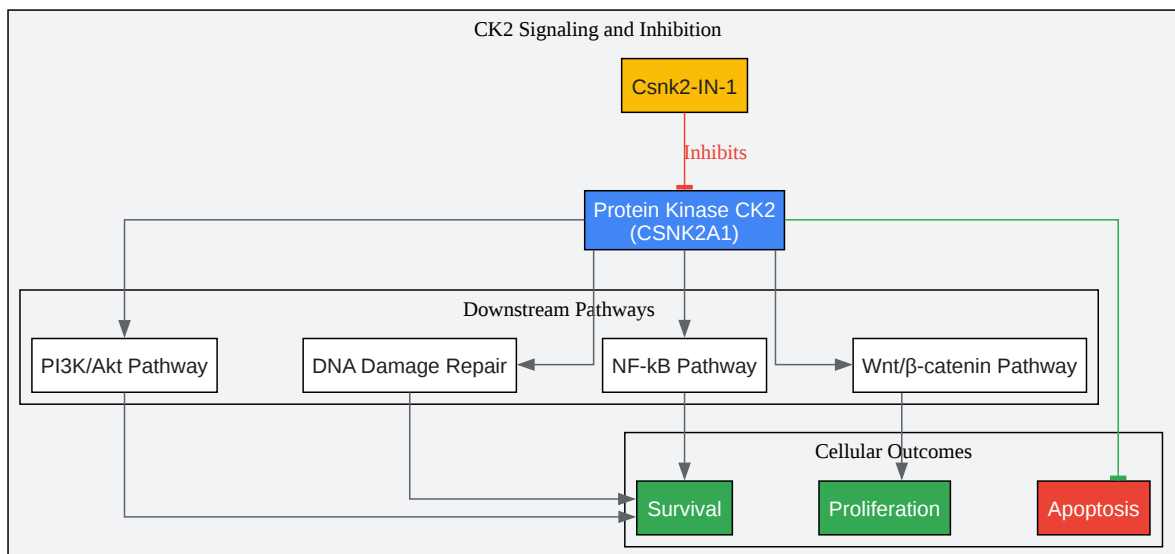 CK2 Signaling and Inhibition
Csnk2-IN-1
Inhibits
Protein Kinase CK2
(CSNK2A1)
Downstream Pathways
PI3K/Akt Pathway
DNA Damage Repair
NF-kB Pathway
Wnt/β-catenin Pathway
Cellular Outcomes
Survival
Proliferation
Apoptosis